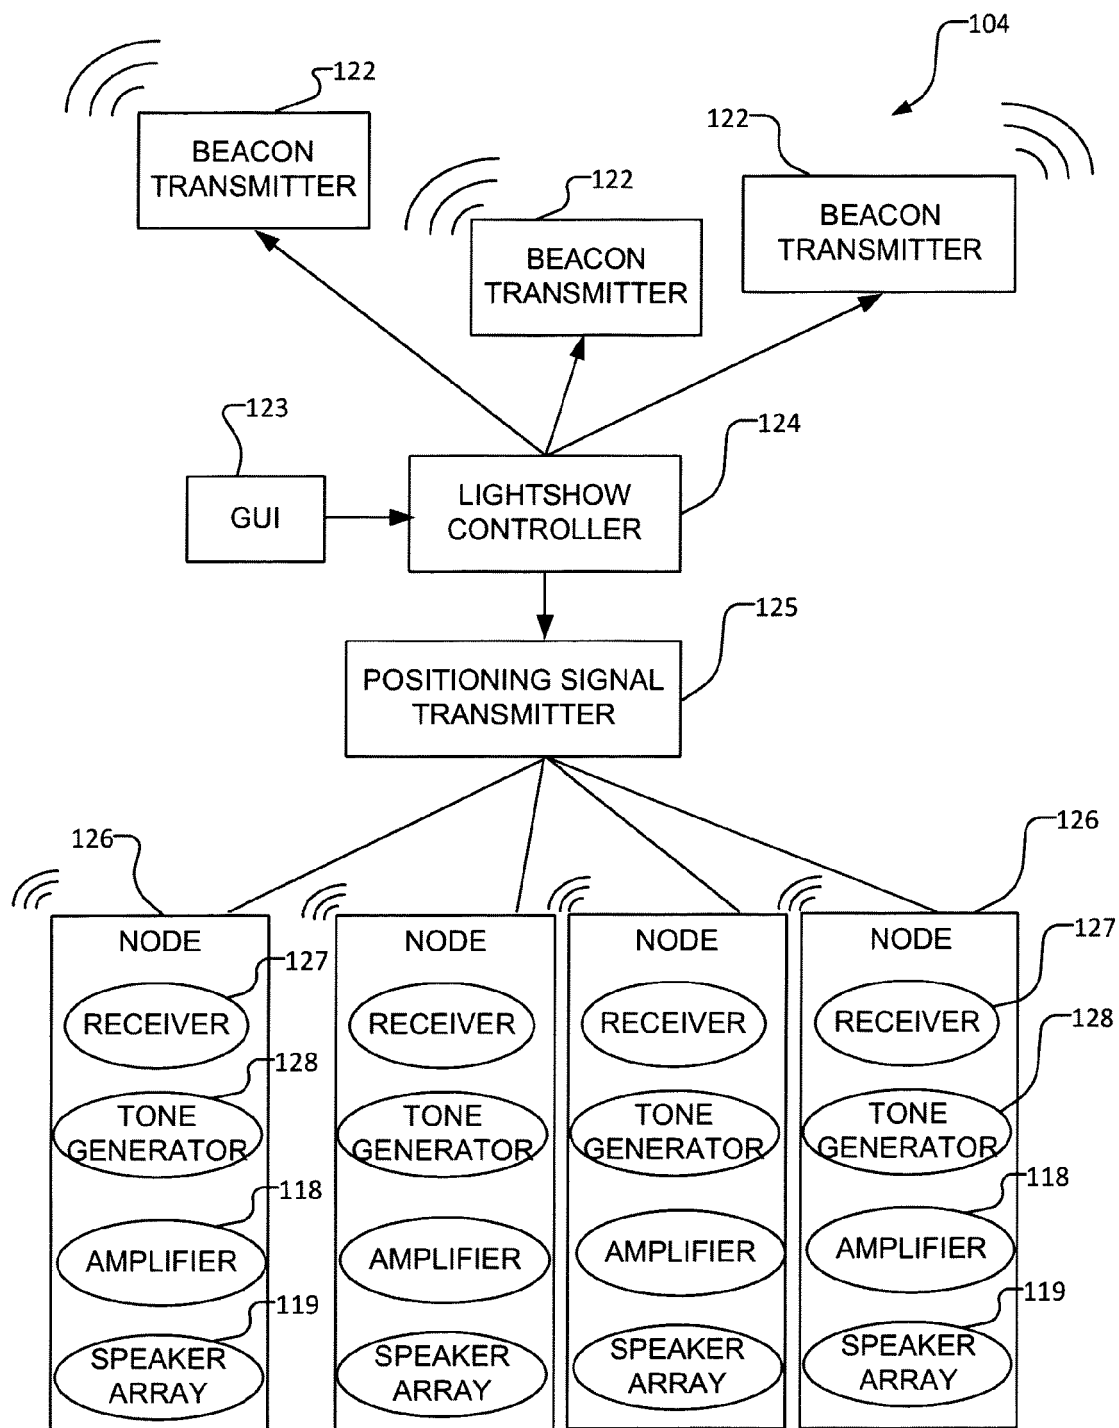 104
122
BEACON
TRANSMITTER
122
BEACON
TRANSMITTER
122
BEACON
TRANSMITTER
123
GUI
124
LIGHTSHOW
CONTROLLER
125
POSITIONING SIGNAL
TRANSMITTER
126
126
NODE
127
RECEIVER
128
TONE
GENERATOR
118
AMPLIFIER
119
SPEAKER
ARRAY
NODE
RECEIVER
TONE
GENERATOR
AMPLIFIER
SPEAKER
ARRAY
NODE
RECEIVER
TONE
GENERATOR
AMPLIFIER
SPEAKER
ARRAY
NODE
127
RECEIVER
128
TONE
GENERATOR
118
AMPLIFIER
119
SPEAKER
ARRAY